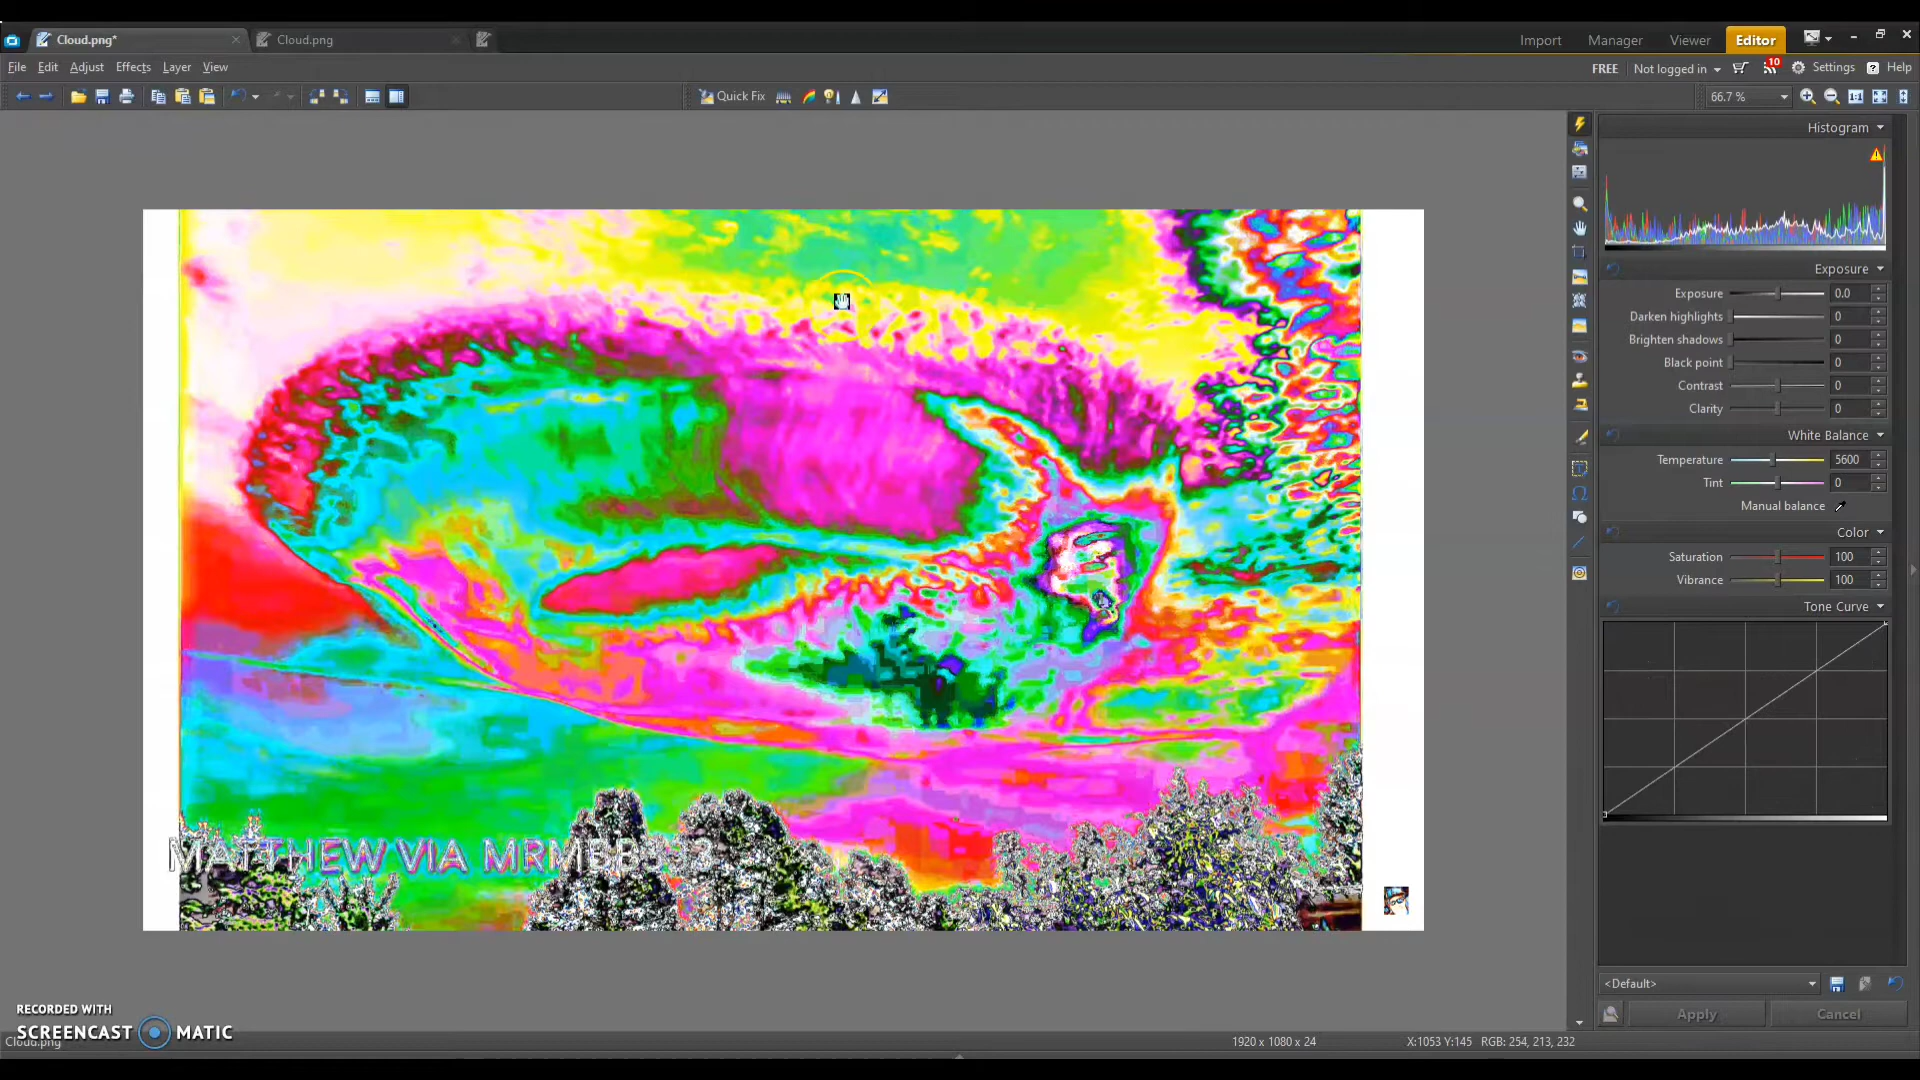 Cloud.png*
Cloud.png
Import
Manager
Viewer
Editor
File
Edit
Adjust
Effects
Layer
View
FREE
Not logged in
10
Settings
Help
Quick Fix
66.7 %
Histogram
Exposure
Exposure 0.0
Darken highlights 0
Brighten shadows 0
Black point 0
Contrast 0
Clarity 0
White Balance
Temperature 5600
Tint 0
Manual balance
Color
Saturation 100
Vibrance 100
Tone Curve
MATTHEW VIA
<Default>
Apply
Cancel
RECORDED WITH
SCREENCAST MATIC
Cloud.png
1920 x 1080 x 24
X:1053 Y:145
RGB: 254, 213, 232